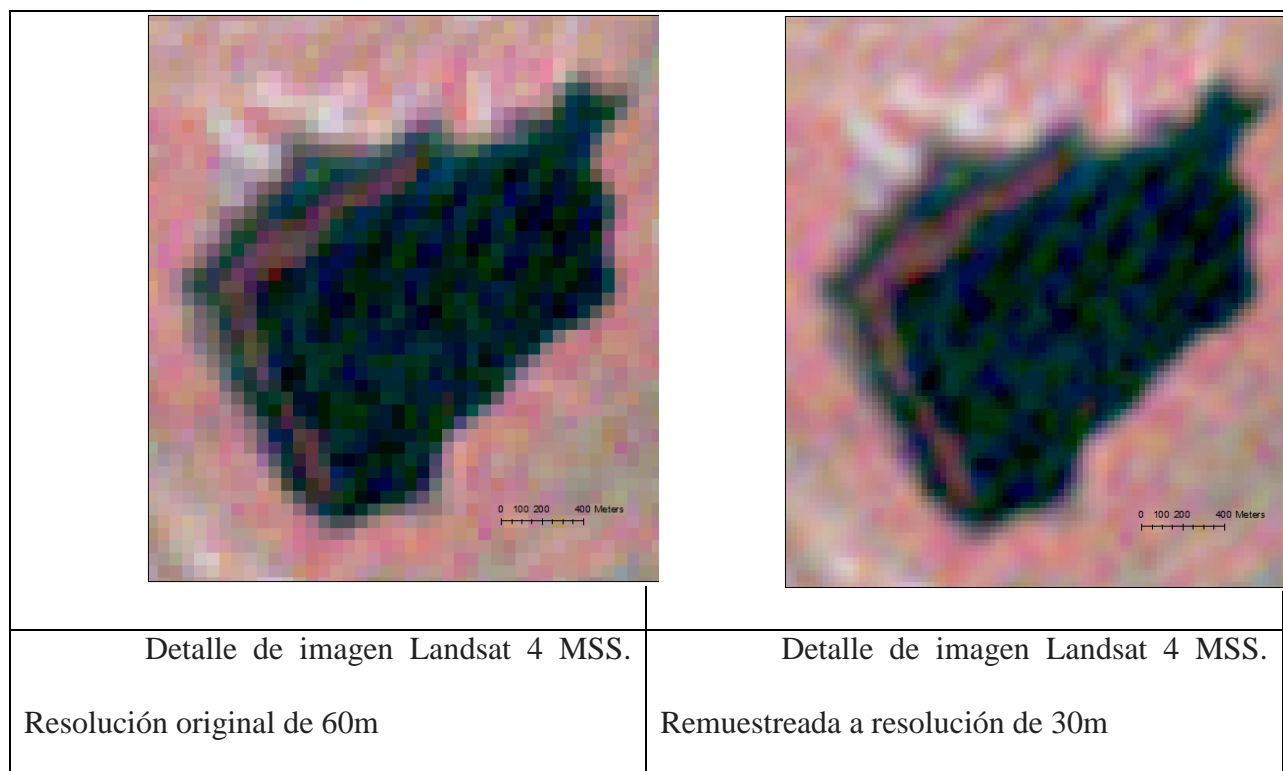 0 100 200 400 Meters
0 100 200 400 Meters
Detalle de imagen Landsat 4 MSS.
Resolución original de 60m
Detalle de imagen Landsat 4 MSS.
Remuestreada a resolución de 30m